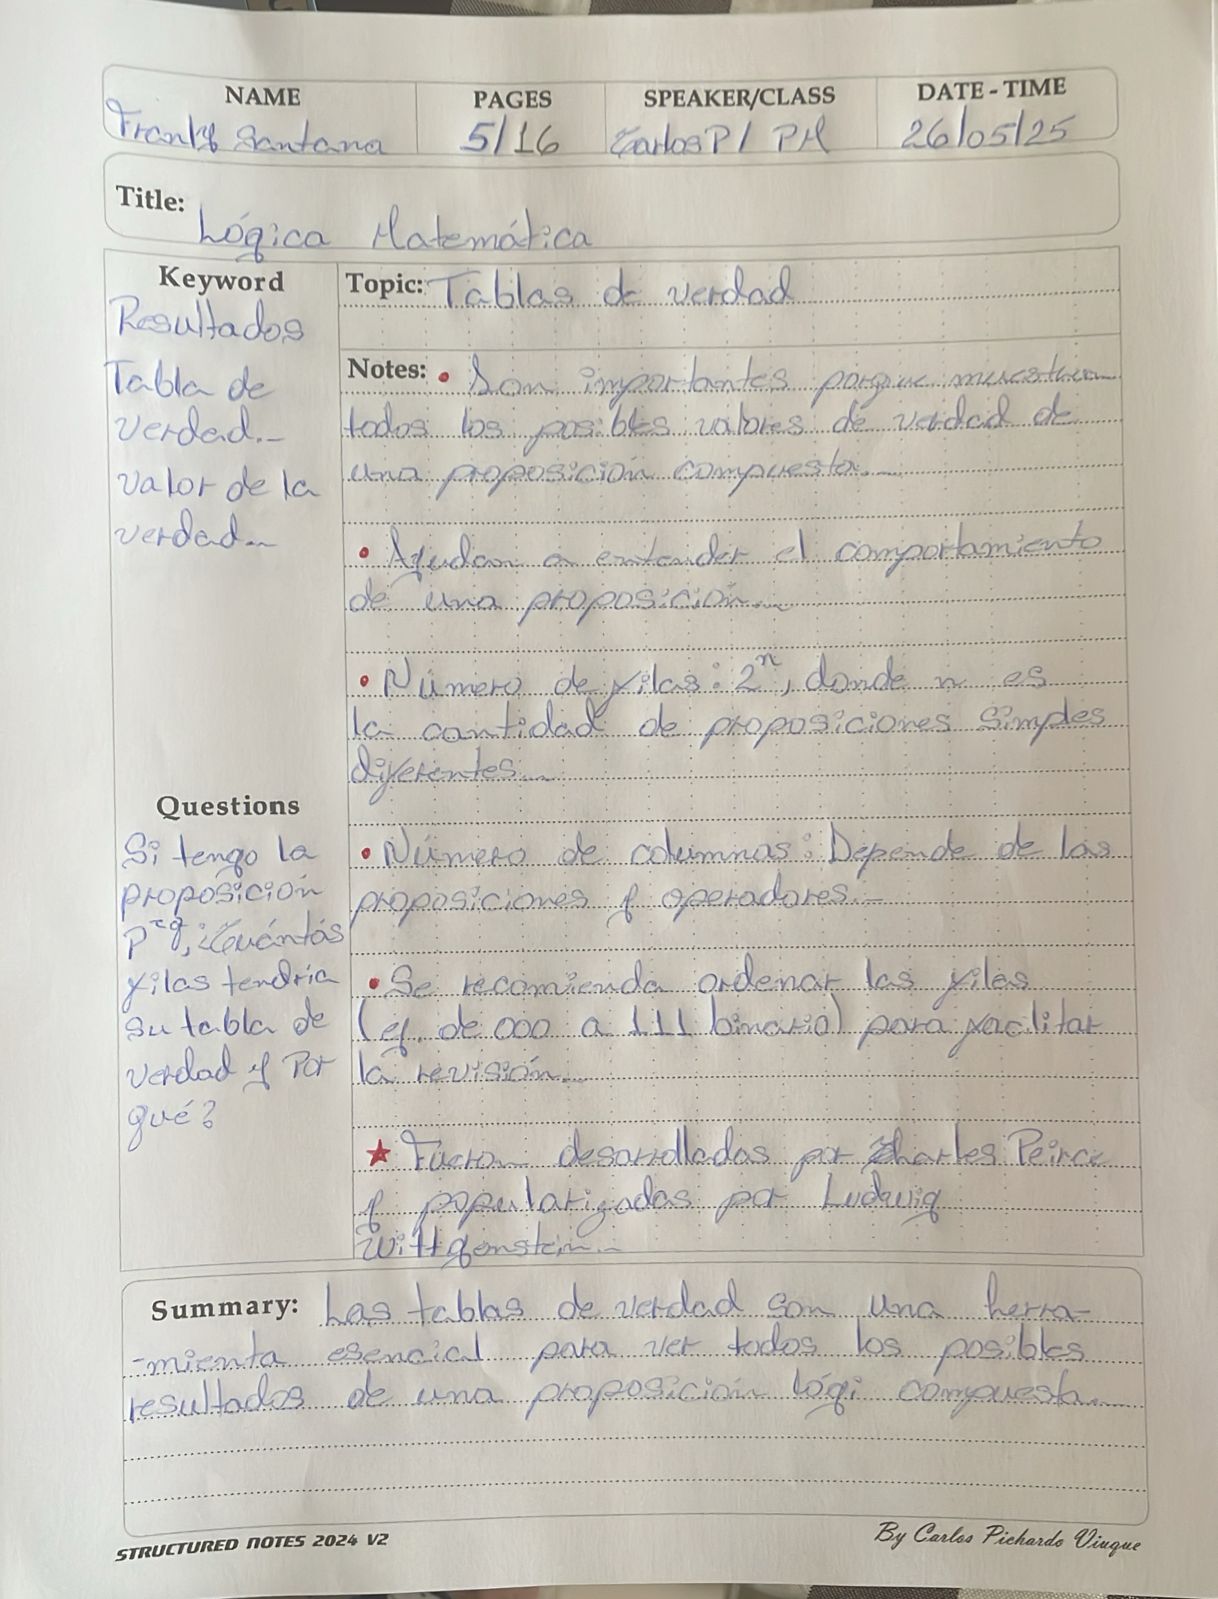 NAME PAGES SPEAKER/CLASS DATE-TIME
Franly Santana 5/16 CarlosP/ PM 26/05/25
Title: Lógica Matemática
Keyword
Resultados
Tabla de
verdad.
valor de la
verdad.
Topic: Tablas de verdad
Notes: • Son importantes porque muestran
todos los posibles valores de verdad de
una proposición compuesta.
• Ayudan a entender el comportamiento
de una proposición.
• Número de filas: 2ⁿ, donde n es
la cantidad de proposiciones simples
diferentes.
• Número de columnas: Depende de las
proposiciones y operadores.
• Se recomienda ordenar las filas
(ej. de 000 a 111 binario) para facilitar
la revisión.
★ Fueron desarrolladas por Charles Peirce
y popularizadas por Ludwig
Wittgenstein.
Questions
Si tengo la
proposición
¿Cuántas
filas tendría
su tabla de
verdad y Por
qué?
Summary: Las tablas de verdad son una herra-
-mienta esencial para ver todos los posibles
resultados de una proposición lógi compuesta.
STRUCTURED NOTES 2024 V2
By Carlos Pichardo Viuque